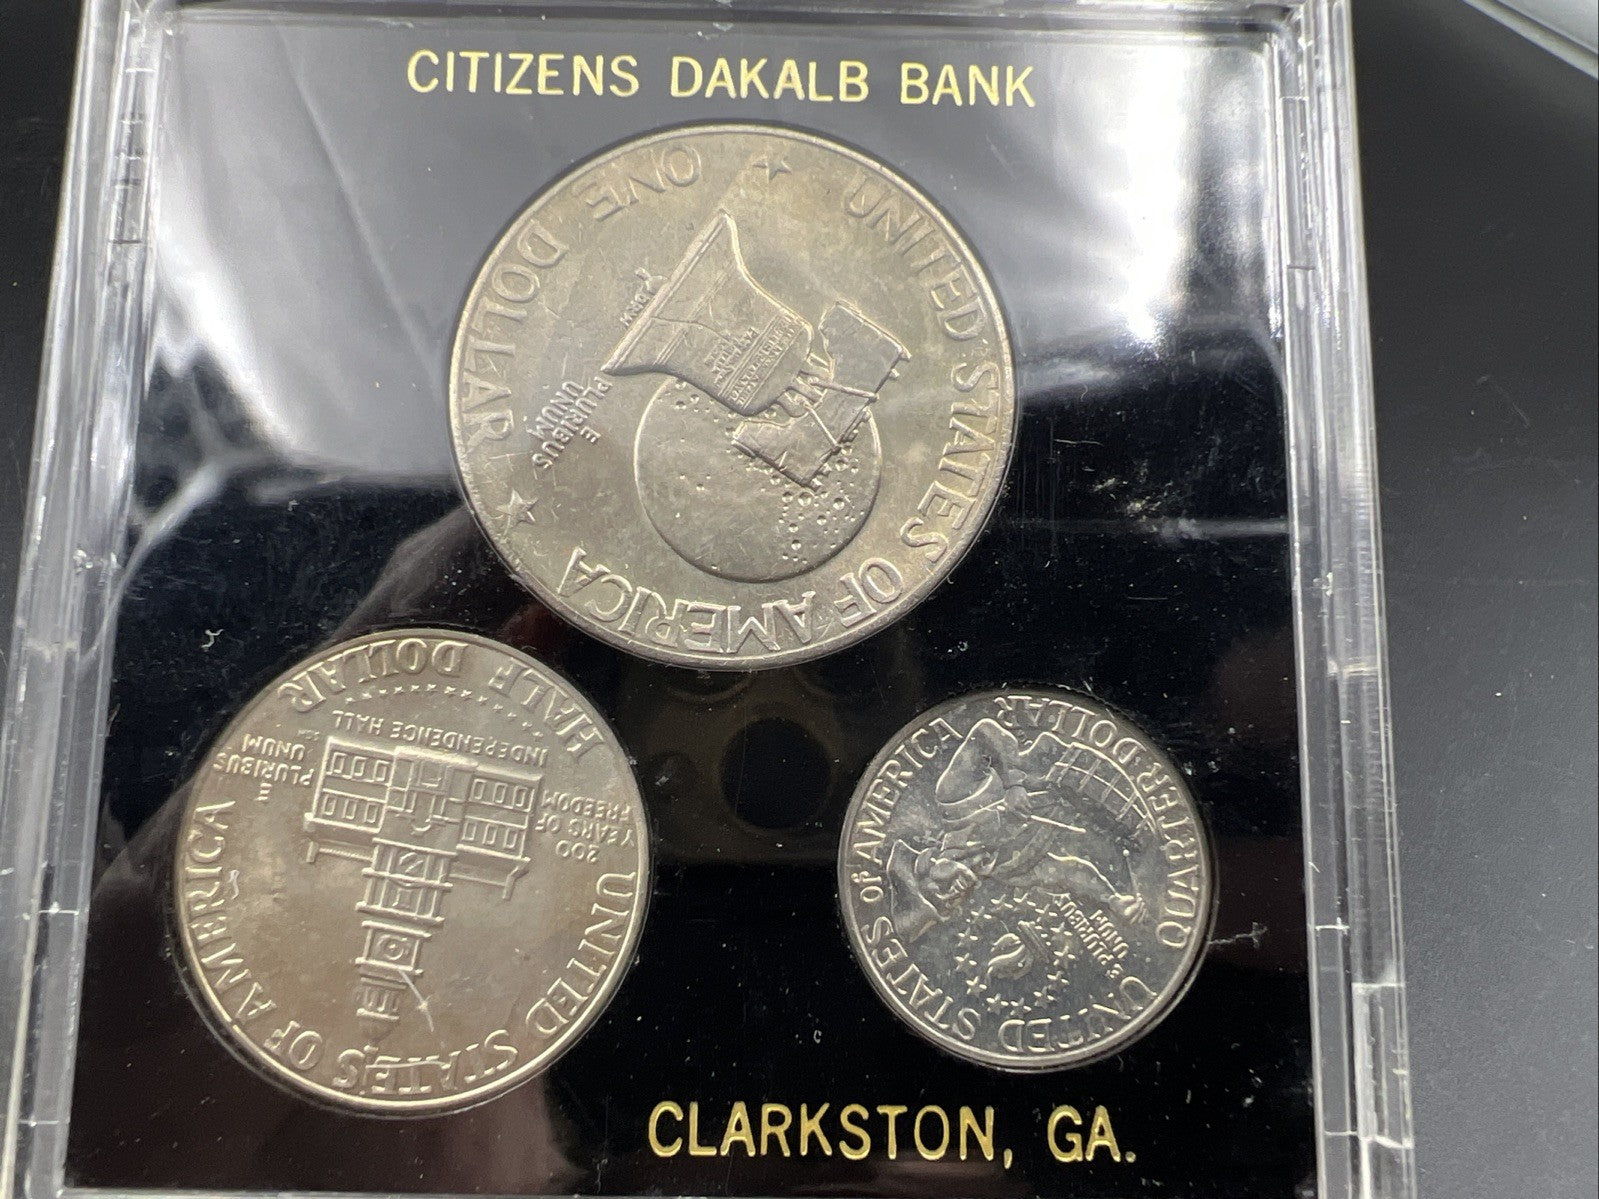 CITIZENS DAKALB BANK
UNITED STATES OF AMERICA
ONE DOLLAR
E
PLURIBUS
UNUM
HALF DOLLAR
INDEPENDENCE HALL
200
YEARS OF
FREEDOM
E
PLURIBUS
UNUM
UNITED STATES OF AMERICA
UNITED STATES OF AMERICA
E PLURIBUS
UNUM
QUARTER DOLLAR
CLARKSTON, GA.